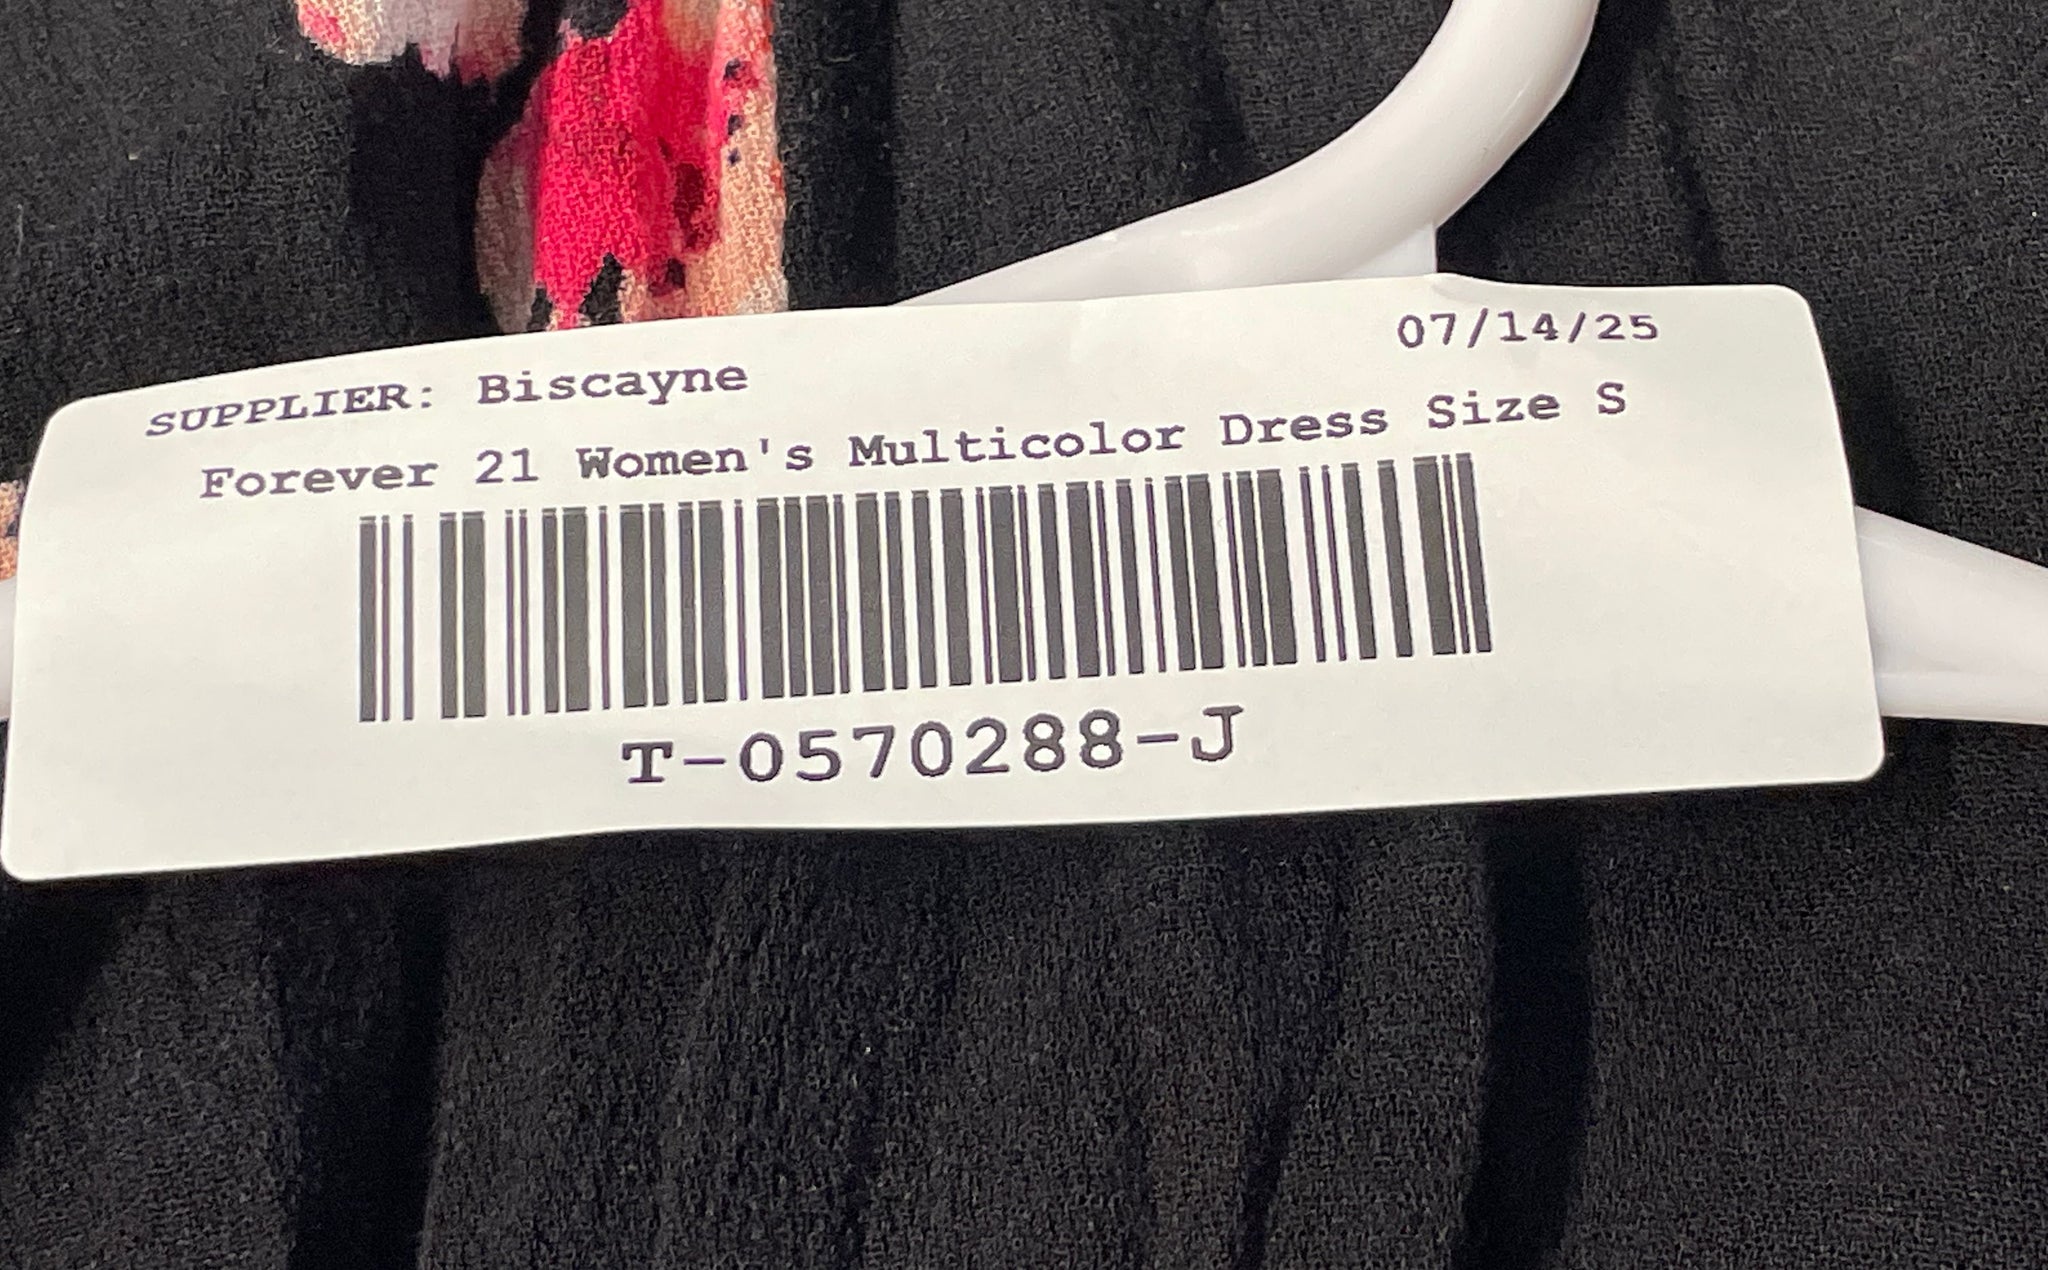 07/14/25
SUPPLIER: Biscayne
Forever 21 Women's Multicolor Dress Size S
T-0570288-J